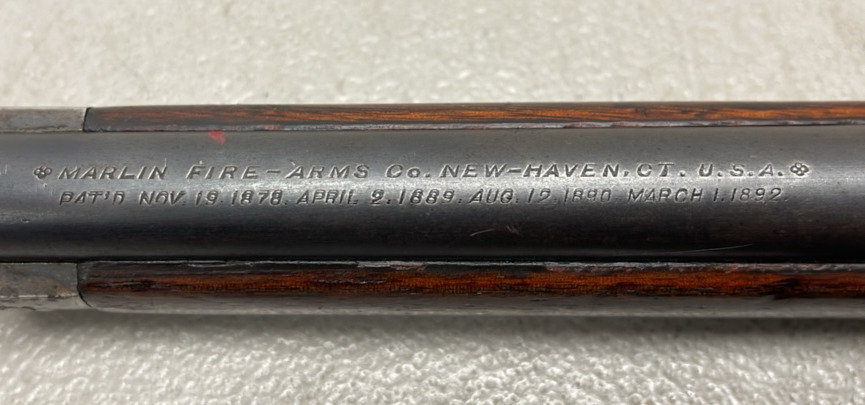 MARLIN FIRE-ARMS Co. NEW-HAVEN, CT. U.S.A.
PAT'D NOV. 19. 1878. APRIL 2. 1889. AUG. 12. 1890. MARCH 1. 1892.